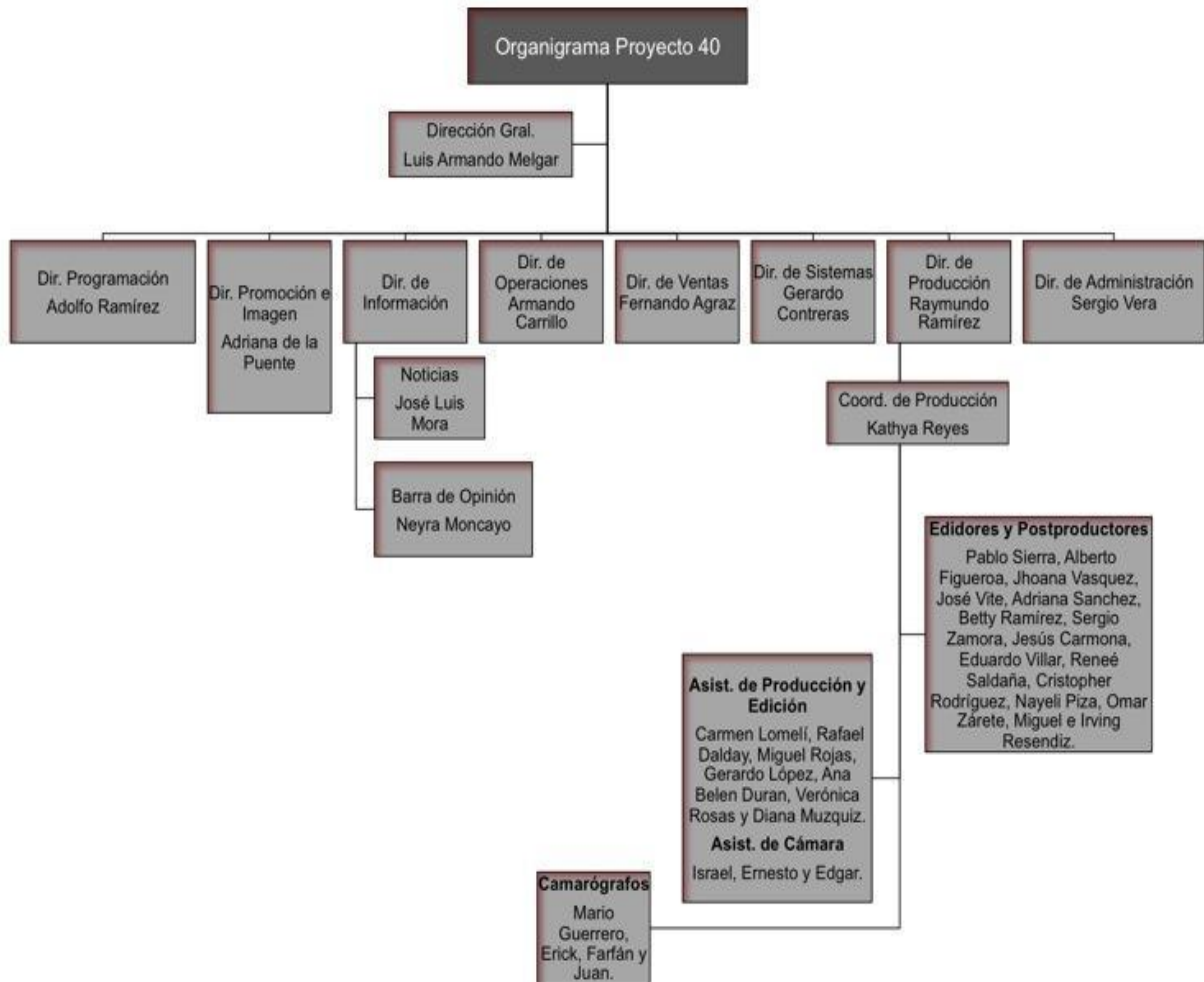 Organigrama Proyecto 40
Dirección Gral.
Luis Armando Melgar
Dir. Programación
Adolfo Ramírez
Dir. Promoción e
Imagen
Adriana de la
Puente
Dir. de
Información
Dir. de
Operaciones
Armando
Carrillo
Dir. de Ventas
Fernando Agraz
Dir. de Sistemas
Gerardo
Contreras
Dir. de
Producción
Raymundo
Ramírez
Dir. de Administración
Sergio Vera
Noticias
José Luis
Mora
Barra de Opinión
Neyra Moncayo
Coord. de Producción
Kathya Reyes
Edidores y Postproductores
Pablo Sierra, Alberto
Figueroa, Jhoana Vasquez,
José Vite, Adriana Sanchez,
Betty Ramírez, Sergio
Zamora, Jesús Carmona,
Eduardo Villar, Reneé
Saldaña, Cristopher
Rodríguez, Nayeli Piza, Omar
Zárete, Miguel e Irving
Resendiz.
Asist. de Producción y
Edición
Carmen Lomelí, Rafael
Dalday, Miguel Rojas,
Gerardo López, Ana
Belen Duran, Verónica
Rosas y Diana Muzquiz.
Asist. de Cámara
Israel, Ernesto y Edgar.
Camarógrafos
Mario
Guerrero,
Erick, Farfán y
Juan.